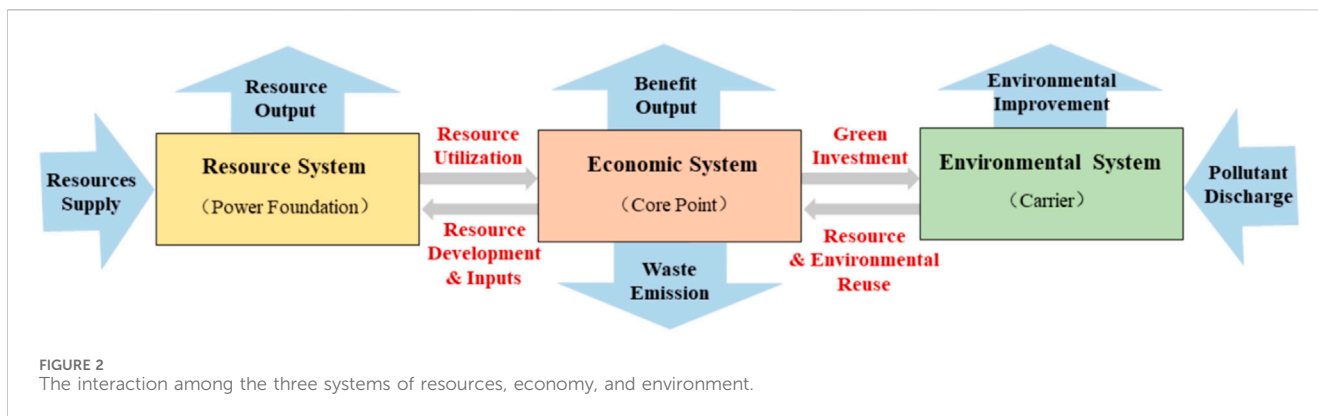 Resource
Output
Benefit
Output
Environmental
Improvement
Resources
Supply
Resource System
（Power Foundation）
Resource
Utilization
Resource
Development
& Inputs
Economic System
（Core Point）
Green
Investment
Resource
& Environmental
Reuse
Environmental System
（Carrier）
Pollutant
Discharge
Waste
Emission
FIGURE 2
The interaction among the three systems of resources, economy, and environment.